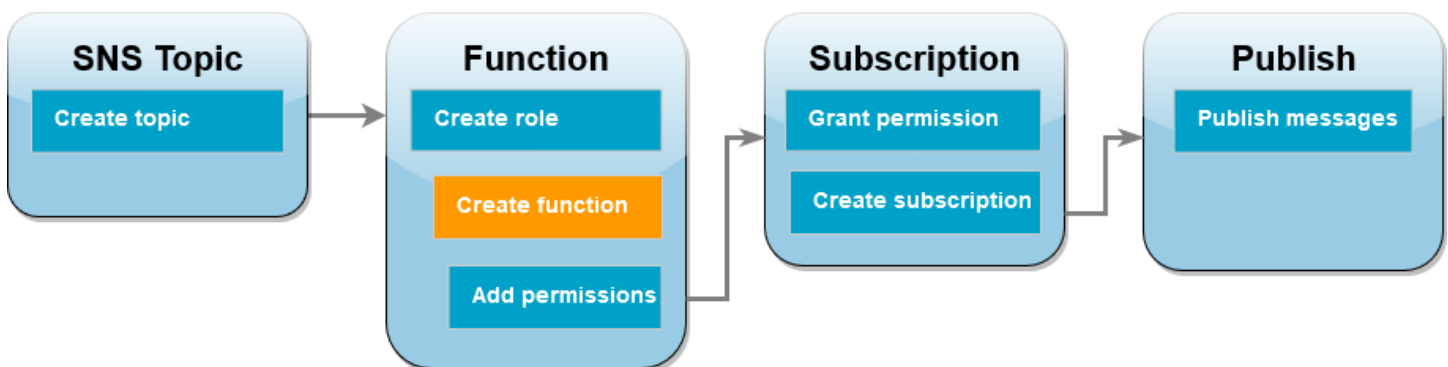 SNS Topic
Create topic
Function
Create role
Create function
Add permissions
Subscription
Grant permission
Create subscription
Publish
Publish messages